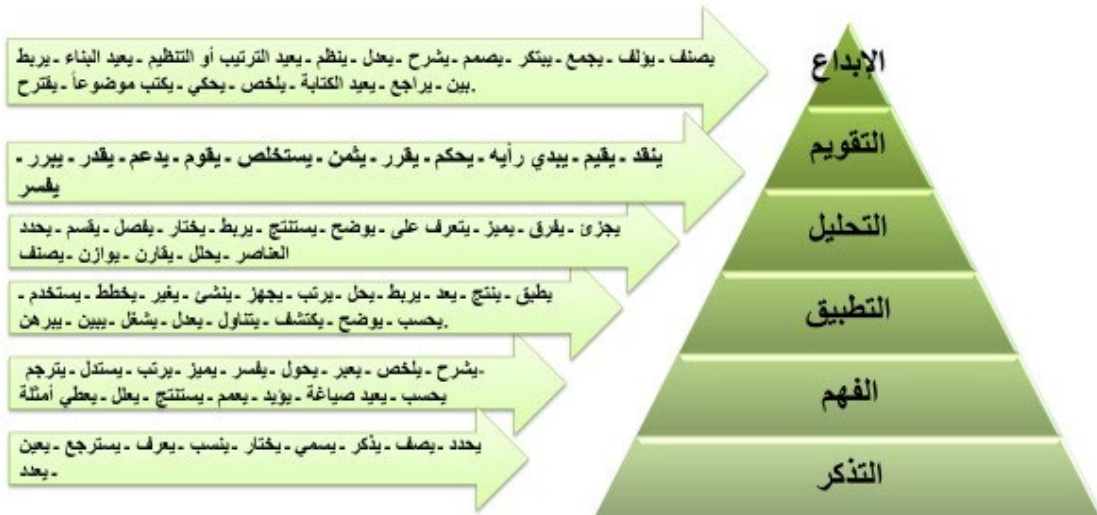 يصنف ـ يؤلف ـ يجمع ـ يبتكر ـ يصمم ـ يشرح ـ يعدل ـ ينظم ـ يعيد الترتيب أو التنظيم ـ يعيد البناء ـ يربط
بين ـ يراجع ـ يعيد الكتابة ـ يلخص ـ يحكي ـ يكتب موضوعاً ـ يقترح.
الإبداع
ينقد ـ يقيم ـ يبدي رأيه ـ يحكم ـ يقرر ـ يثمن ـ يستخلص ـ يقوم ـ يدعم ـ يقدر ـ يبرر ـ
يفسر
التقويم
يجزئ ـ يفرق ـ يميز ـ يتعرف على ـ يوضح ـ يستنتج ـ يربط ـ يختار ـ يفصل ـ يقسم ـ يحدد
العناصر ـ يحلل ـ يقارن ـ يوازن ـ يصنف
التحليل
يطبق ـ ينتج ـ يعد ـ يربط ـ يحل ـ يرتب ـ يجهز ـ ينشئ ـ يغير ـ يخطط ـ يستخدم ـ
يحسب ـ يوضح ـ يكتشف ـ يتناول ـ يعدل ـ يشغل ـ يبين ـ يبرهن.
التطبيق
يشرح ـ يلخص ـ يعبر ـ يحول ـ يفسر ـ يميز ـ يرتب ـ يستدل ـ يترجم-
يحسب ـ يعيد صياغة ـ يؤيد ـ يعمم ـ يستنتج ـ يعلل ـ يعطي أمثلة
الفهم
يحدد ـ يصف ـ يذكر ـ يسمي ـ يختار ـ ينسب ـ يعرف ـ يسترجع ـ يعين
ـ يعدد
التذكر